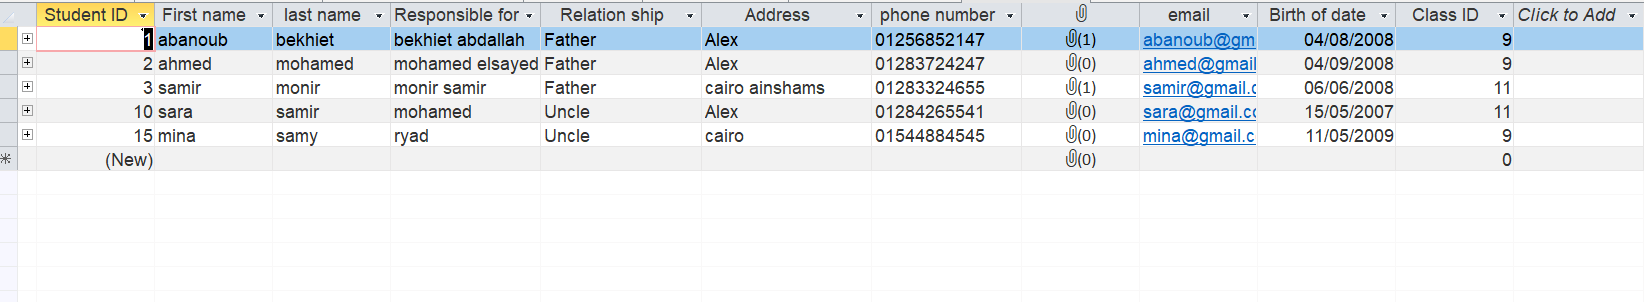 Student ID First name last name Responsible for Relation ship Address phone number email Birth of date Class ID Click to Add
1 abanoub bekhiet bekhiet abdallah Father Alex 01256852147 (1) abanoub@gm 04/08/2008 9
2 ahmed mohamed mohamed elsayed Father Alex 01283724247 (0) ahmed@gmail 04/09/2008 9
3 samir monir monir samir Father cairo ainshams 01283324655 (1) samir@gmail.c 06/06/2008 11
10 sara samir mohamed Uncle Alex 01284265541 (0) sara@gmail.cc 15/05/2007 11
15 mina samy ryad Uncle cairo 01544884545 (0) mina@gmail.c 11/05/2009 9
(New) (0) 0